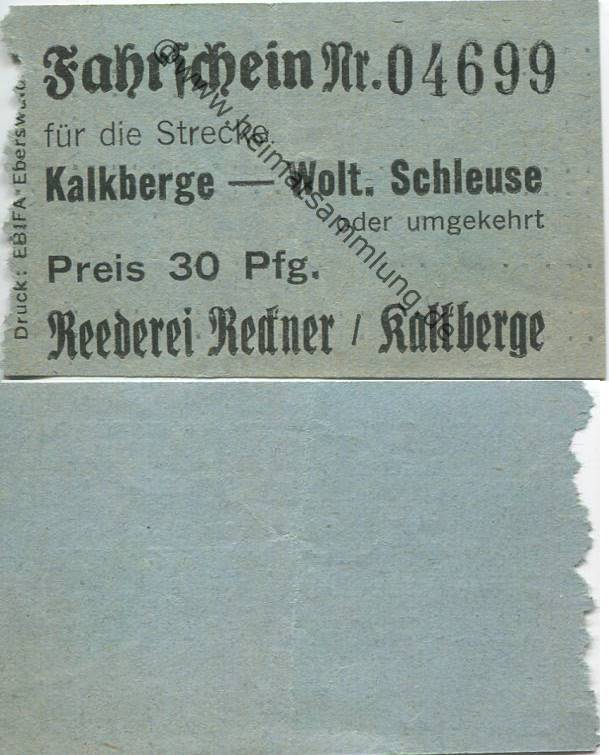 Fahrschein Nr. 04699
für die Strecke
Kalkberge — Wolt. Schleuse
oder umgekehrt
Preis 30 Pfg.
Reederei Reckner / Kalkberge
Druck: EBIFA Ebersw
© www.heimatsammlung.de